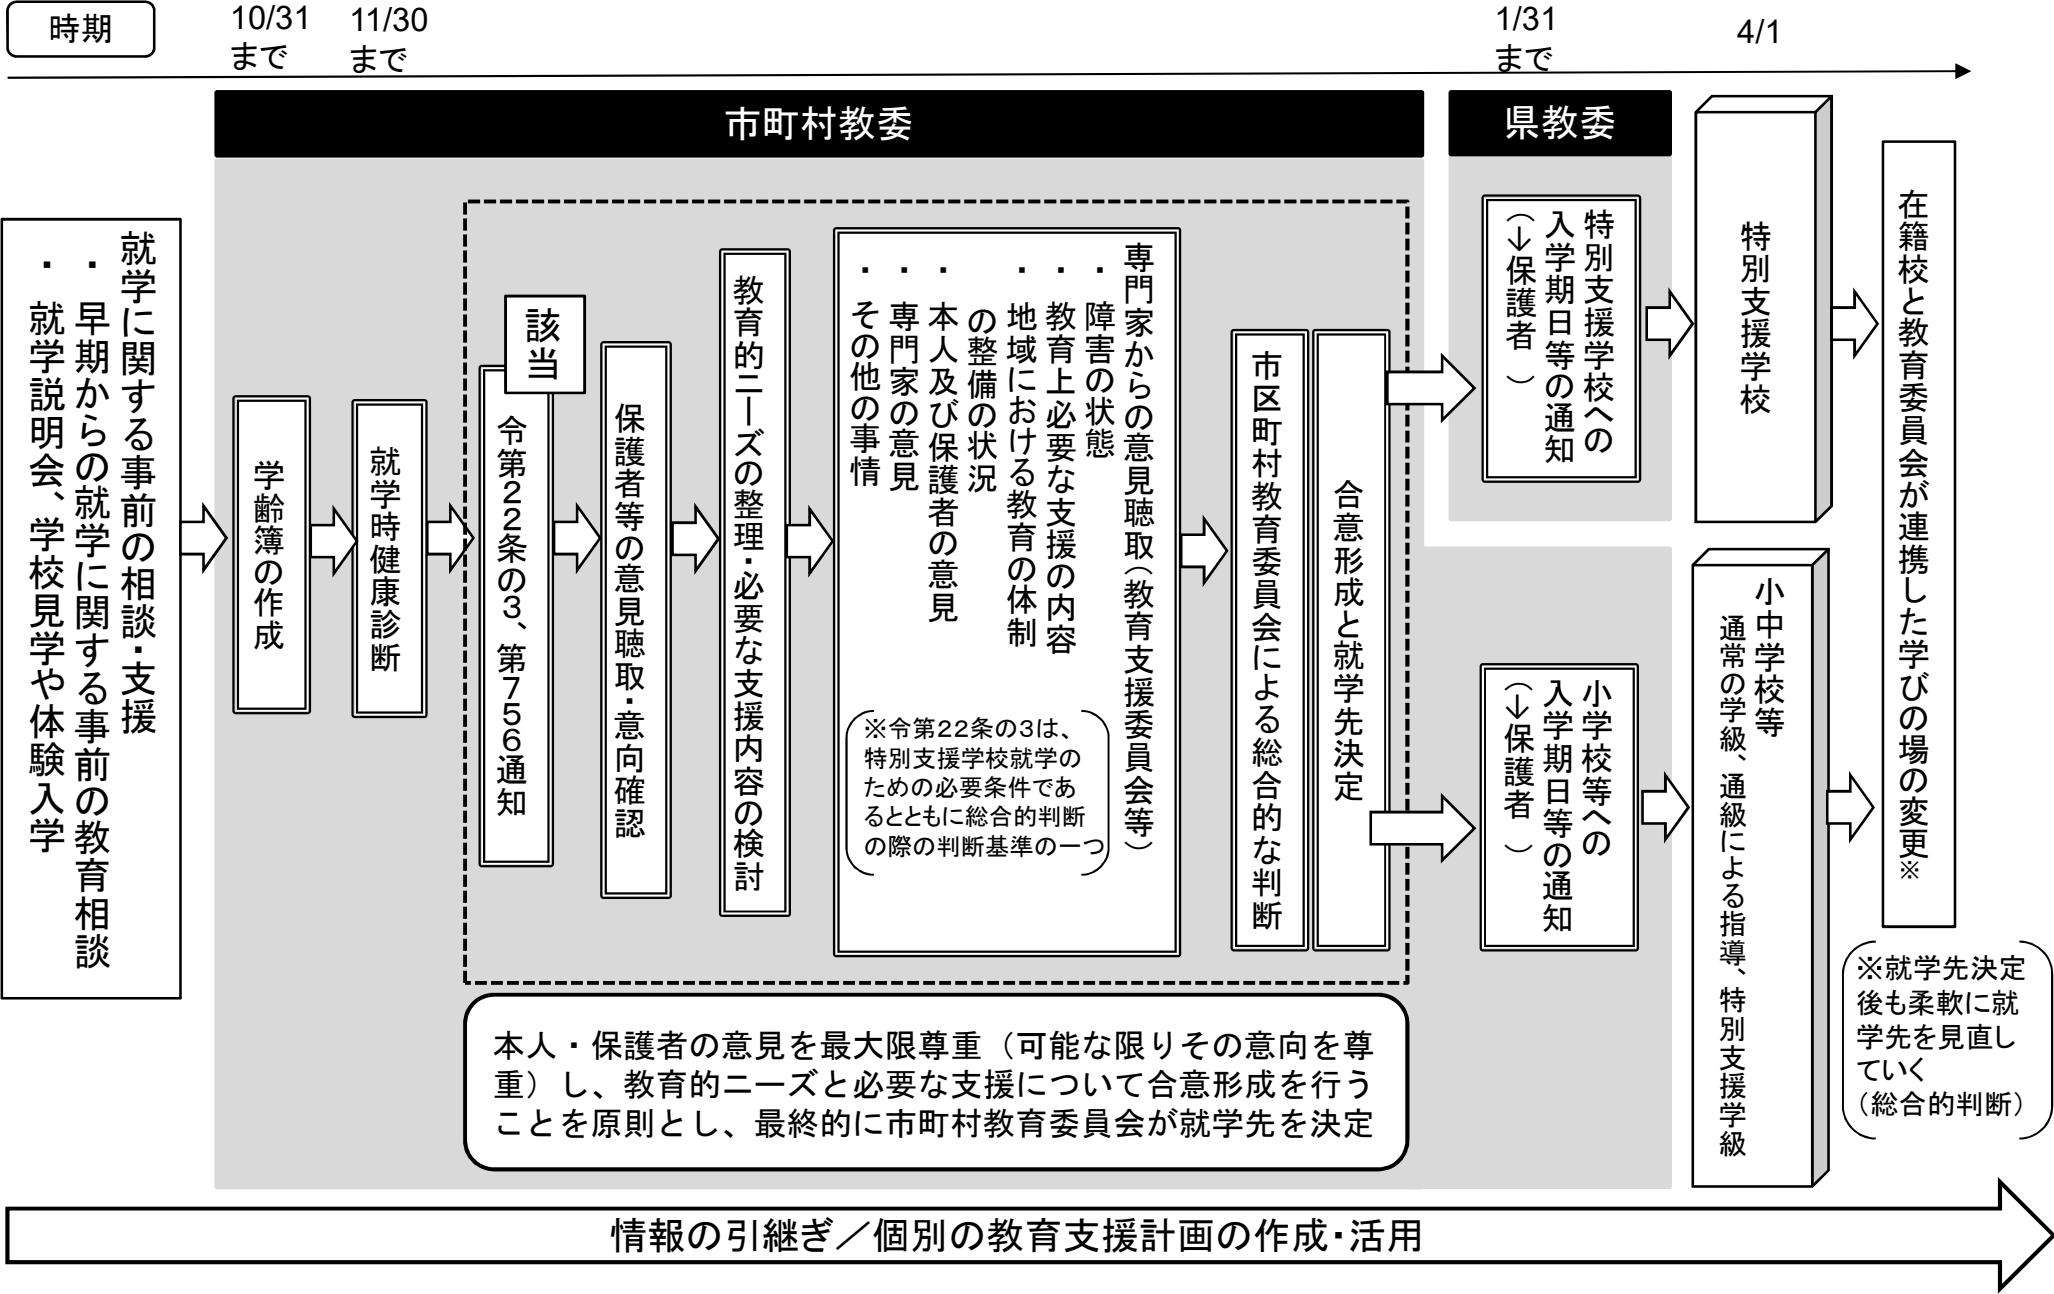 時期
10/31
まで
11/30
まで
1/31
まで
4/1
市町村教委
県教委
就学に関する事前の相談・支援
・早期からの就学に関する事前の教育相談
・就学説明会、学校見学や体験入学
学齢簿の作成
就学時健康診断
該当
令第22条の3、第756通知
保護者等の意見聴取・意向確認
教育的ニーズの整理・必要な支援内容の検討
専門家からの意見聴取（教育支援委員会等）
・障害の状態
・教育上必要な支援の内容
・地域における教育の体制
の整備の状況
・本人及び保護者の意見
・専門家の意見
・その他の事情
※令第22条の3は、
特別支援学校就学の
ための必要条件であ
るとともに総合的判断
の際の判断基準の一つ
市区町村教育委員会による総合的な判断
合意形成と就学先決定
特別支援学校への
入学期日等の通知
（→保護者）
小学校等への
入学期日等の通知
（→保護者）
特別支援学校
小中学校等
通常の学級、通級による指導、特別支援学級
在籍校と教育委員会が連携した学びの場の変更※
※就学先決定
後も柔軟に就
学先を見直し
ていく
（総合的判断）
本人・保護者の意見を最大限尊重（可能な限りその意向を尊
重）し、教育的ニーズと必要な支援について合意形成を行う
ことを原則とし、最終的に市町村教育委員会が就学先を決定
情報の引継ぎ／個別の教育支援計画の作成・活用